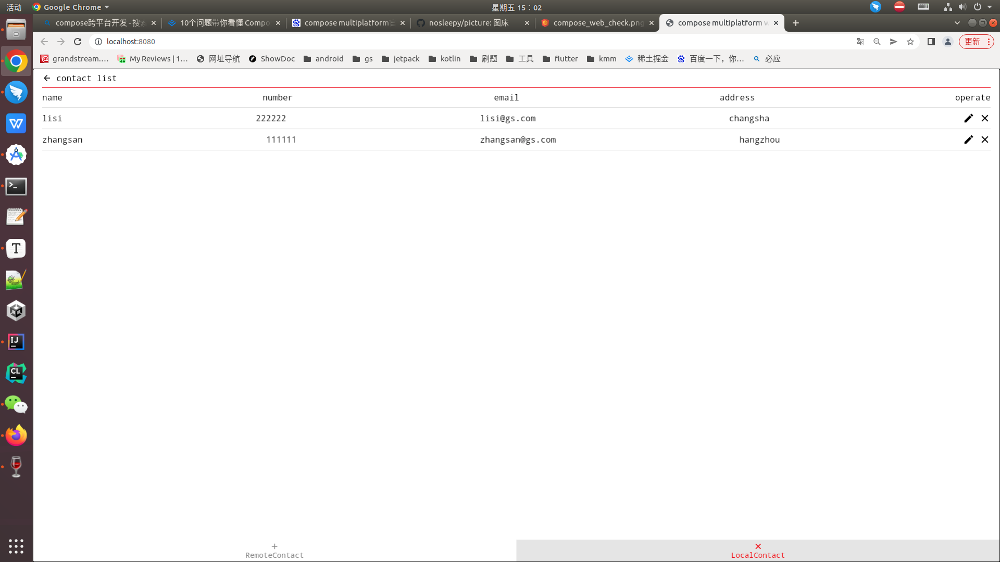 活动 Google Chrome 星期五 15:02
compose跨平台开发 - 搜索 10个问题带你看懂 Compo compose multiplatform官 nosleepy/picture: 图床 compose_web_check.png compose multiplatform w
localhost:8080 更新
grandstream.... My Reviews | 1... 网址导航 ShowDoc android gs jetpack kotlin 刷题 工具 flutter kmm 稀土掘金 百度一下，你... 必应
contact list
name number email address operate
lisi 222222 lisi@gs.com changsha
zhangsan 111111 zhangsan@gs.com hangzhou
RemoteContact LocalContact
W
T
IJ
CL